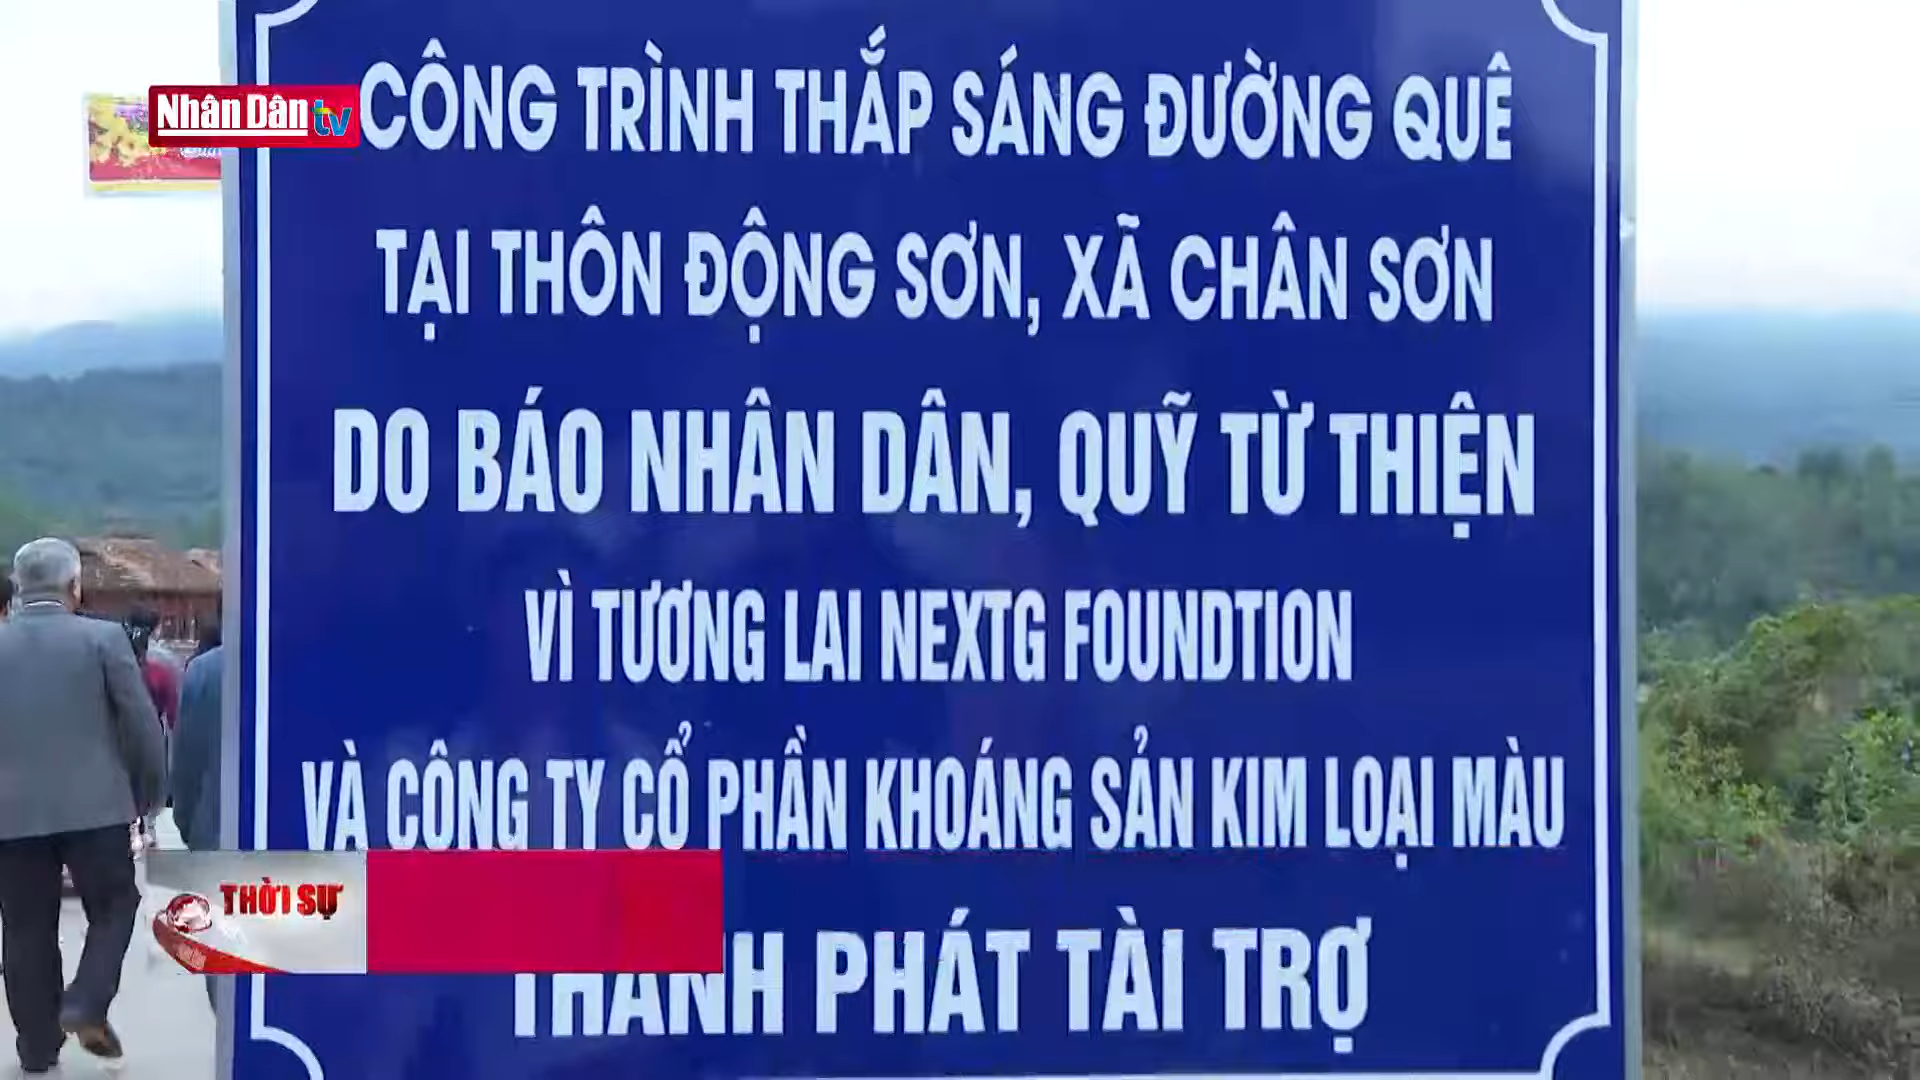 Nhân Dân tv
CÔNG TRÌNH THẮP SÁNG ĐƯỜNG QUÊ
TẠI THÔN ĐỘNG SƠN, XÃ CHÂN SƠN
DO BÁO NHÂN DÂN, QUỸ TỪ THIỆN
VÌ TƯƠNG LAI NEXTG FOUNDTION
VÀ CÔNG TY CỔ PHẦN KHOÁNG SẢN KIM LOẠI MÀU
THỜI SỰ
PHÁT TÀI TRỢ